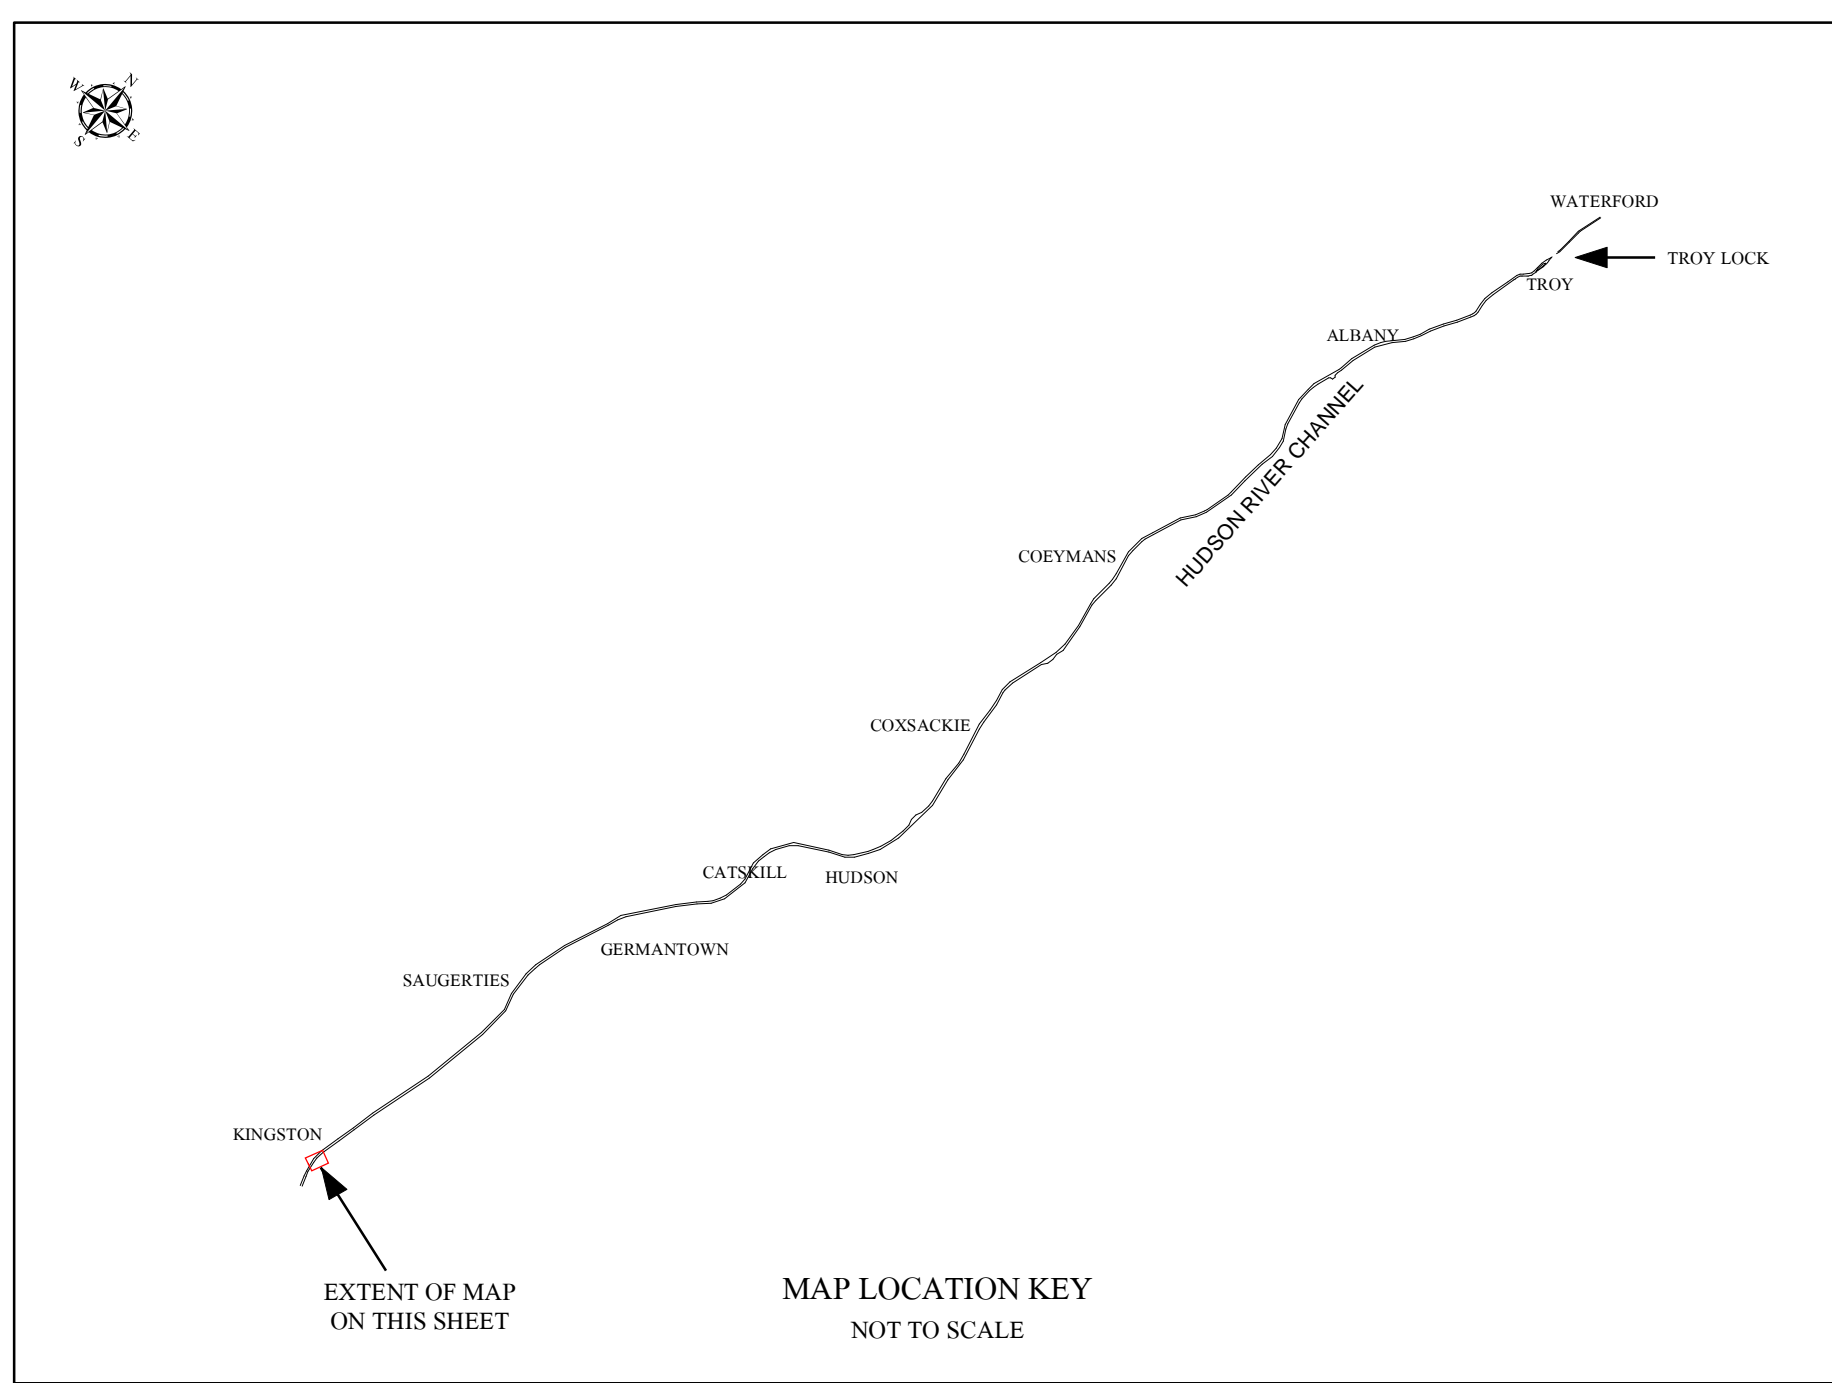 W N
S E
WATERFORD
TROY LOCK
TROY
ALBANY
HUDSON RIVER CHANNEL
COEYMANS
COXSACKIE
CATSKILL
HUDSON
GERMANTOWN
SAUGERTIES
KINGSTON
EXTENT OF MAP
ON THIS SHEET
MAP LOCATION KEY
NOT TO SCALE